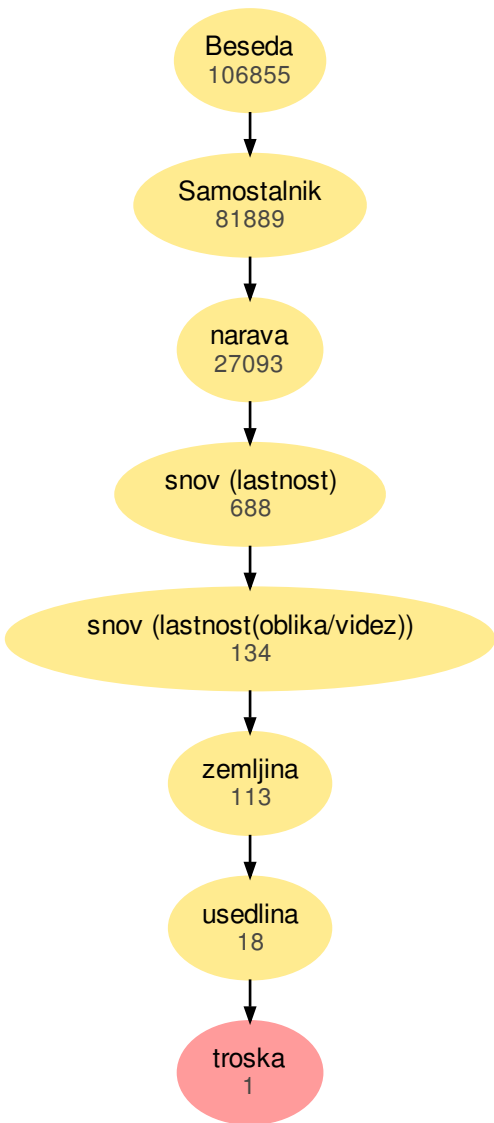 Beseda
106855
Samostalnik
81889
narava
27093
snov (lastnost)
688
snov (lastnost(oblika/videz))
134
zemljina
113
usedlina
18
troska
1